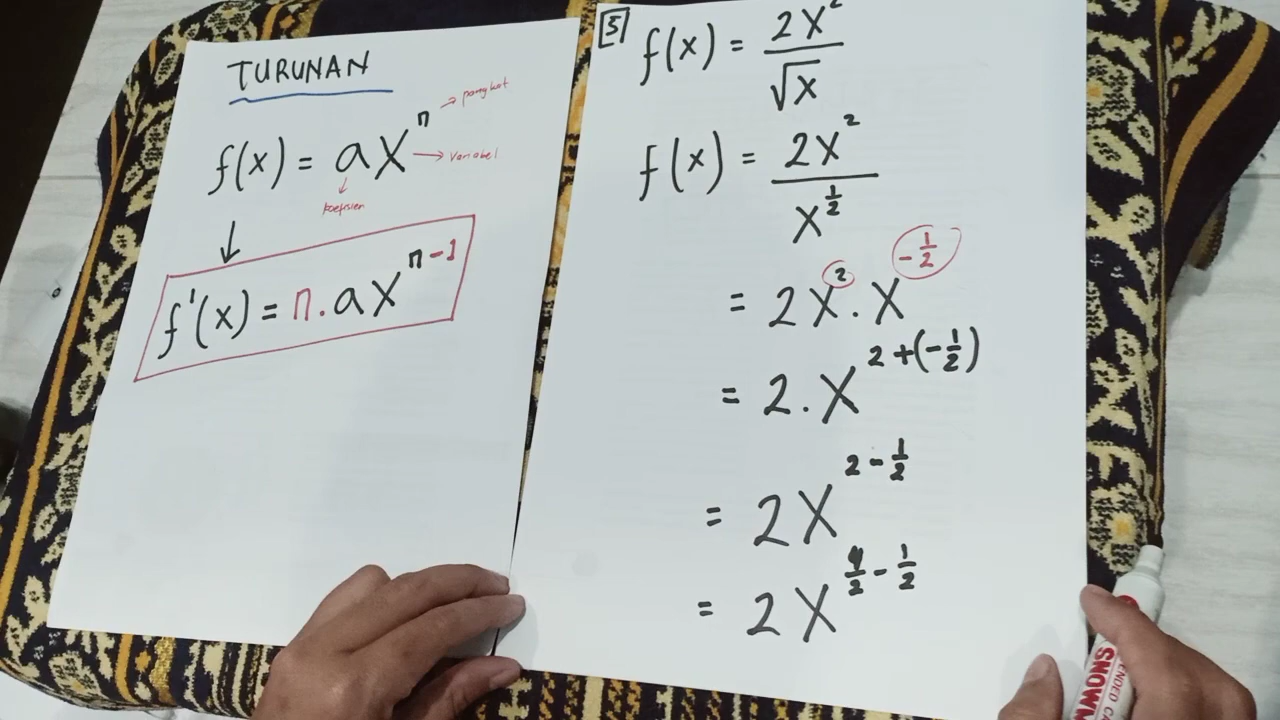 TURUNAN
f(x) = ax^n → pangkat
→ variabel
koefisien
↓
f'(x) = n.ax^(n-1)
[5] f(x) = 2x^2/√x
f(x) = 2x^2/x^(1/2)
= 2x^2 . x^(-1/2)
= 2.x^(2+(-1/2))
= 2x^(2-1/2)
= 2x^(4/2-1/2)
SNOWM